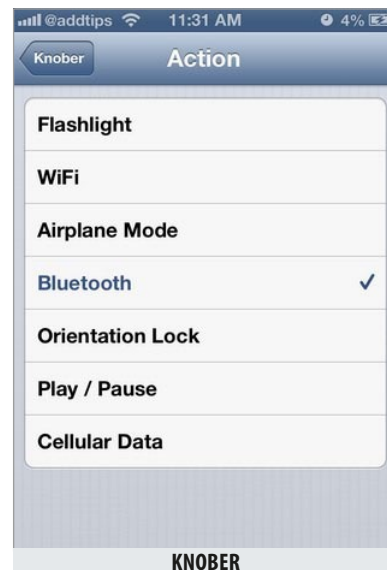 @addtips 11:31 AM 4%
Knober Action
Flashlight
WiFi
Airplane Mode
Bluetooth
Orientation Lock
Play / Pause
Cellular Data
KNOBER